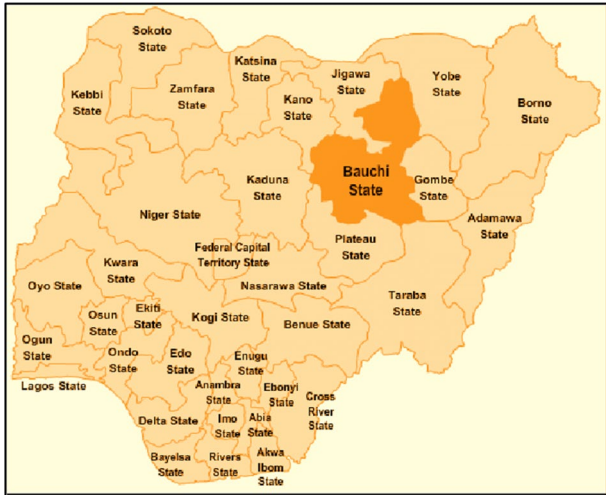 Sokoto
State
Katsina
State
Jigawa
State
Yobe
State
Kebbi
State
Zamfara
State
Kano
State
Borno
State
Bauchi
State
Kaduna
State
Gombe
State
Niger State
Adamawa
State
Plateau
State
Federal Capital
Territory State
Kwara
State
Nasarawa State
Oyo State
Taraba
State
Osun
State
Ekiti
State
Kogi State
Benue State
Ogun
State
Ondo
State
Edo
State
Enugu
State
Lagos State
Anambra
State
Ebonyi
State
Cross
River
State
Delta State
Imo
State
Abia
State
Bayelsa
State
Rivers
State
Akwa
Ibom
State